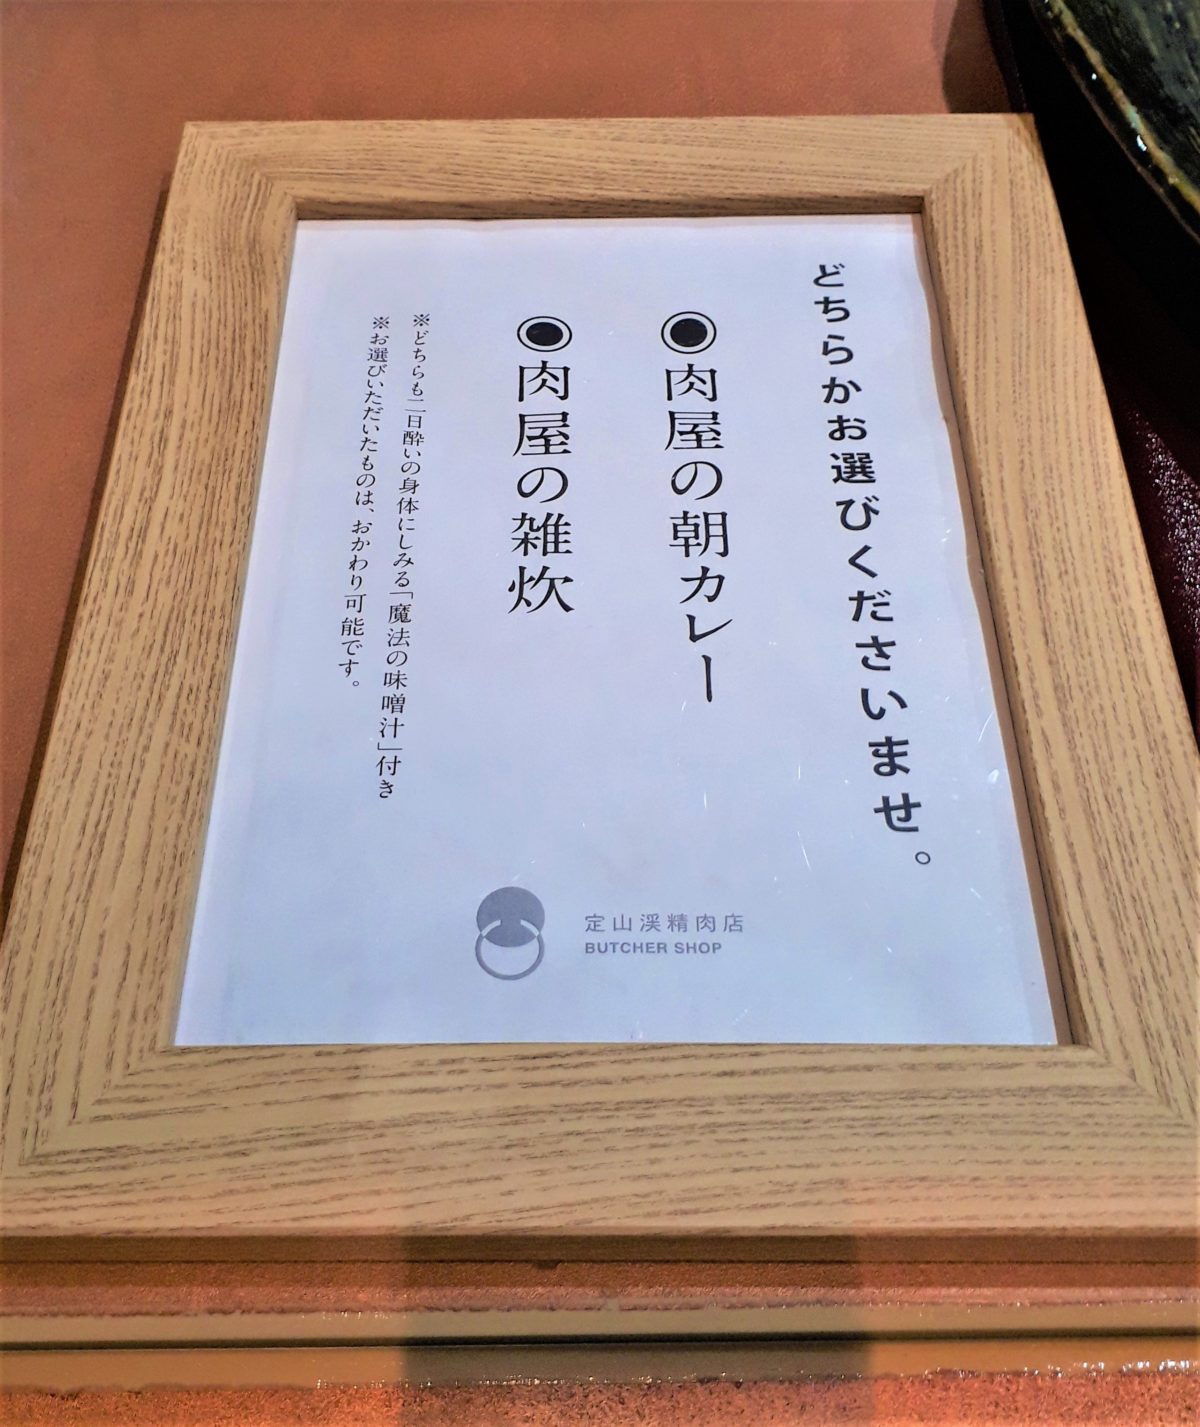 どちらかお選びくださいませ。
◉肉屋の朝カレー
◉肉屋の雑炊
※どちらも二日酔いの身体にしみる「魔法の味噌汁」付き
※お選びいただいたものは、おかわり可能です。
定山渓精肉店
BUTCHER SHOP